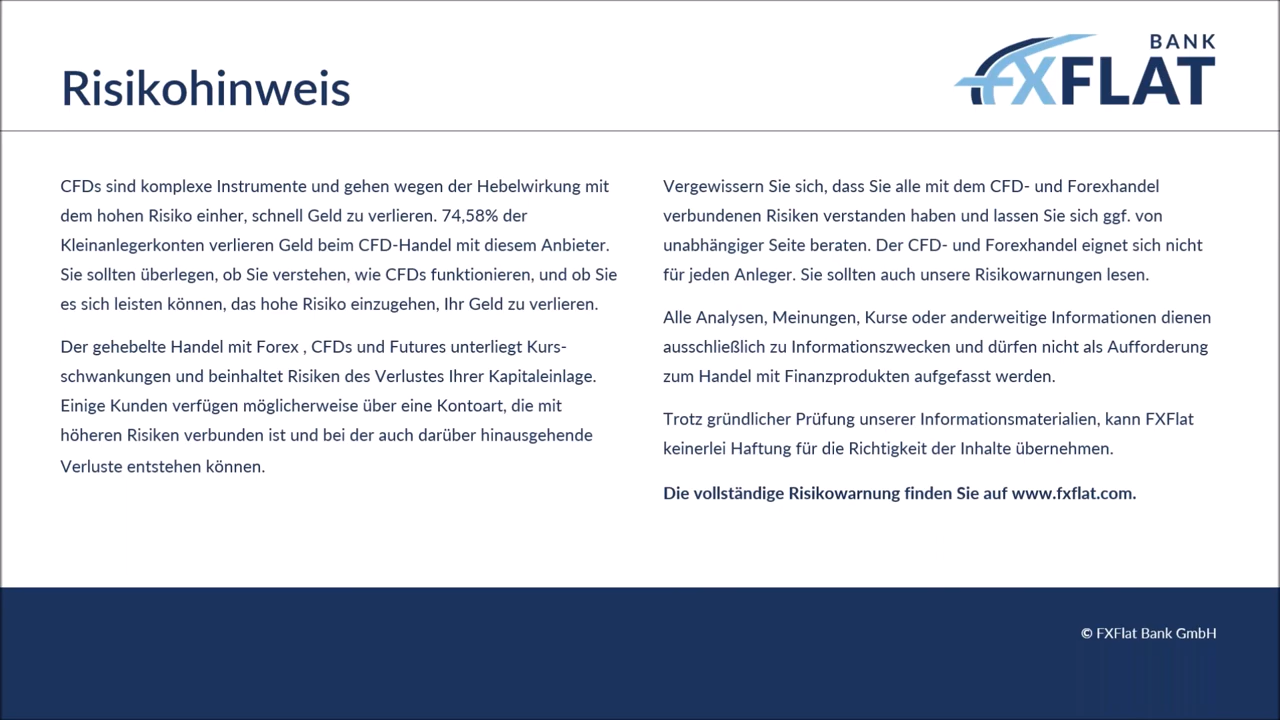 Risikohinweis
BANK
FXFLAT
CFDs sind komplexe Instrumente und gehen wegen der Hebelwirkung mit
dem hohen Risiko einher, schnell Geld zu verlieren. 74,58% der
Kleinanlegerkonten verlieren Geld beim CFD-Handel mit diesem Anbieter.
Sie sollten überlegen, ob Sie verstehen, wie CFDs funktionieren, und ob Sie
es sich leisten können, das hohe Risiko einzugehen, Ihr Geld zu verlieren.
Der gehebelte Handel mit Forex , CFDs und Futures unterliegt Kurs-
schwankungen und beinhaltet Risiken des Verlustes Ihrer Kapitaleinlage.
Einige Kunden verfügen möglicherweise über eine Kontoart, die mit
höheren Risiken verbunden ist und bei der auch darüber hinausgehende
Verluste entstehen können.
Vergewissern Sie sich, dass Sie alle mit dem CFD- und Forexhandel
verbundenen Risiken verstanden haben und lassen Sie sich ggf. von
unabhängiger Seite beraten. Der CFD- und Forexhandel eignet sich nicht
für jeden Anleger. Sie sollten auch unsere Risikowarnungen lesen.
Alle Analysen, Meinungen, Kurse oder anderweitige Informationen dienen
ausschließlich zu Informationszwecken und dürfen nicht als Aufforderung
zum Handel mit Finanzprodukten aufgefasst werden.
Trotz gründlicher Prüfung unserer Informationsmaterialien, kann FXFlat
keinerlei Haftung für die Richtigkeit der Inhalte übernehmen.
Die vollständige Risikowarnung finden Sie auf www.fxflat.com.
© FXFlat Bank GmbH